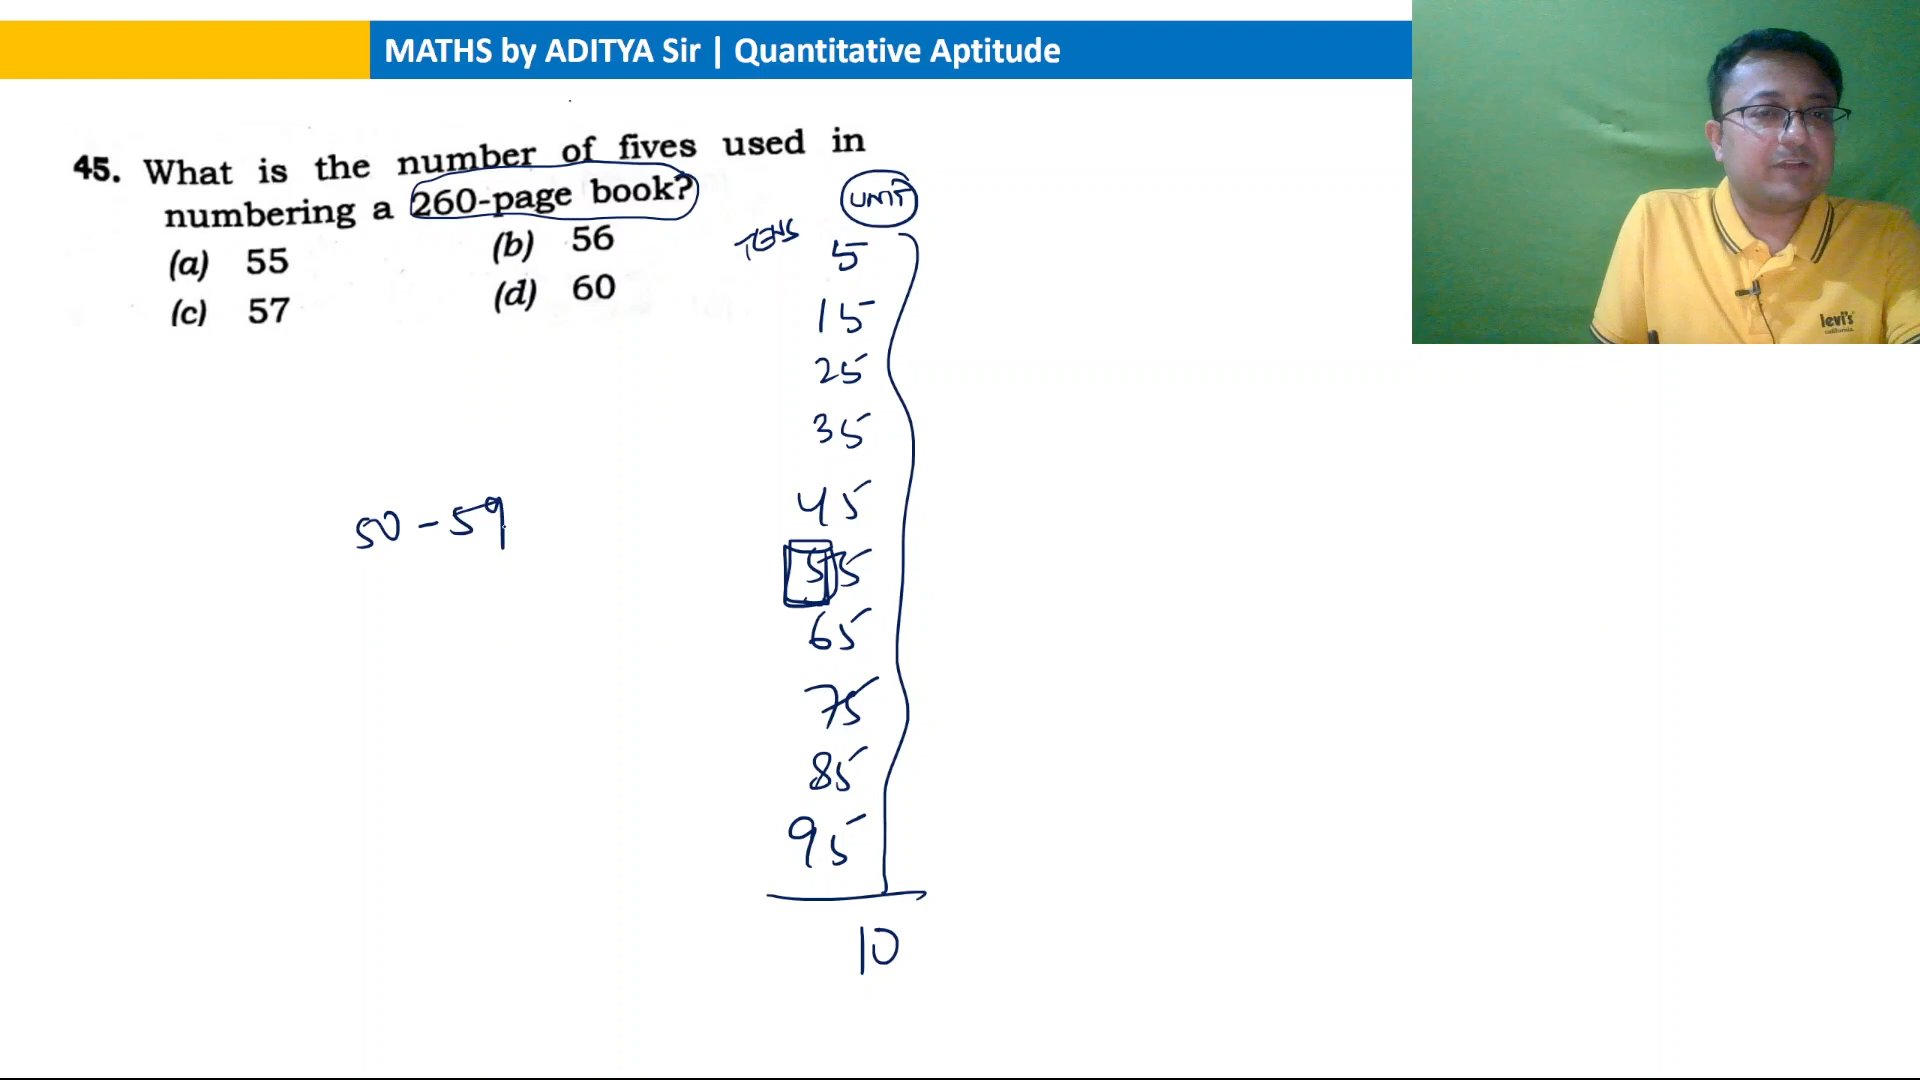 MATHS by ADITYA Sir | Quantitative Aptitude
45. What is the number of fives used in
numbering a 260-page book?
(a) 55 (b) 56
(c) 57 (d) 60
UNIT
TENS
5
15
25
35
45
55
65
75
85
95
10
50 - 59
levi's